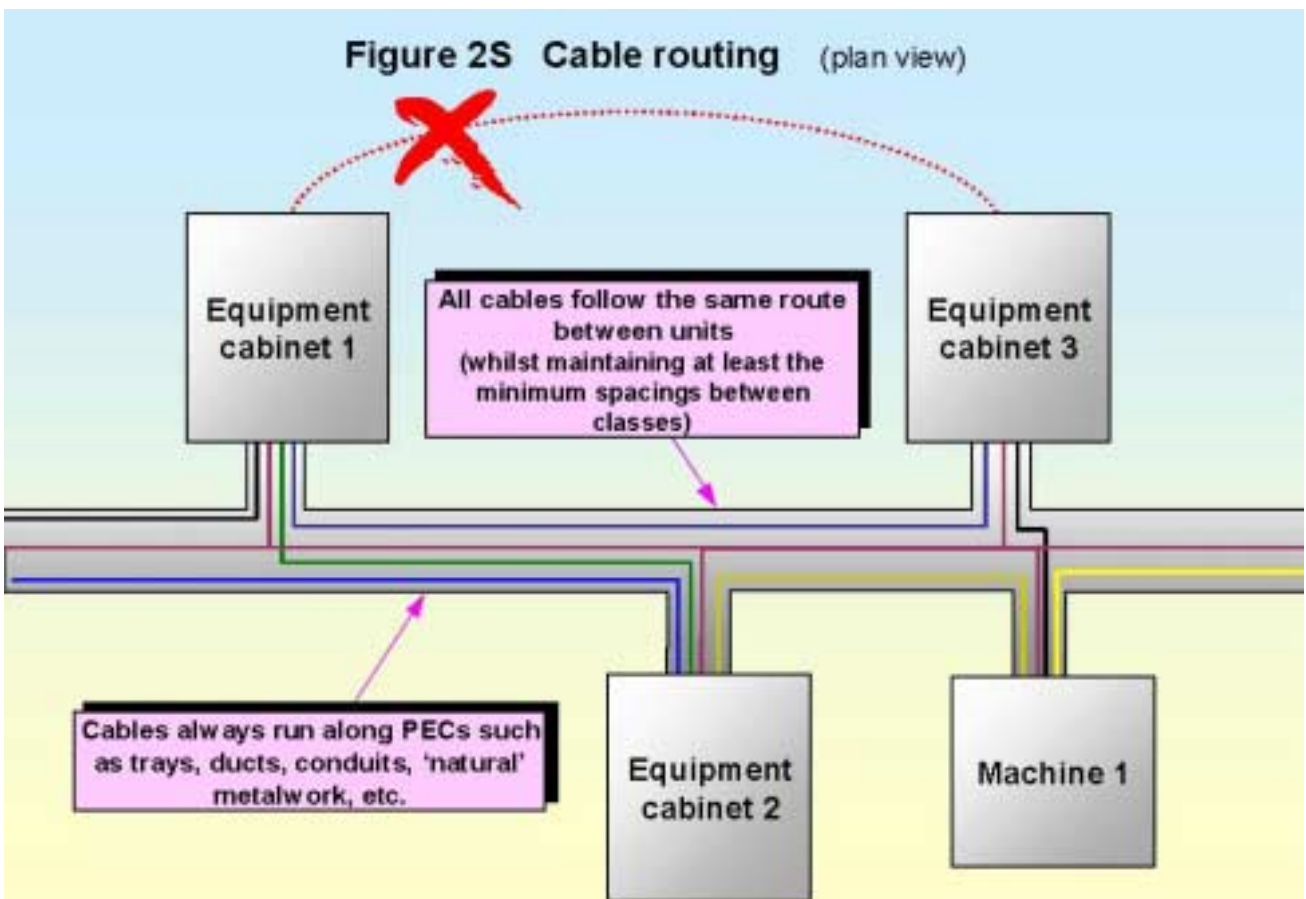 Figure 2S Cable routing (plan view)
Equipment
cabinet 1
All cables follow the same route
between units
(whilst maintaining at least the
minimum spacings between
classes)
Equipment
cabinet 3
Cables always run along PECs such
as trays, ducts, conduits, ‘natural’
metalwork, etc.
Equipment
cabinet 2
Machine 1